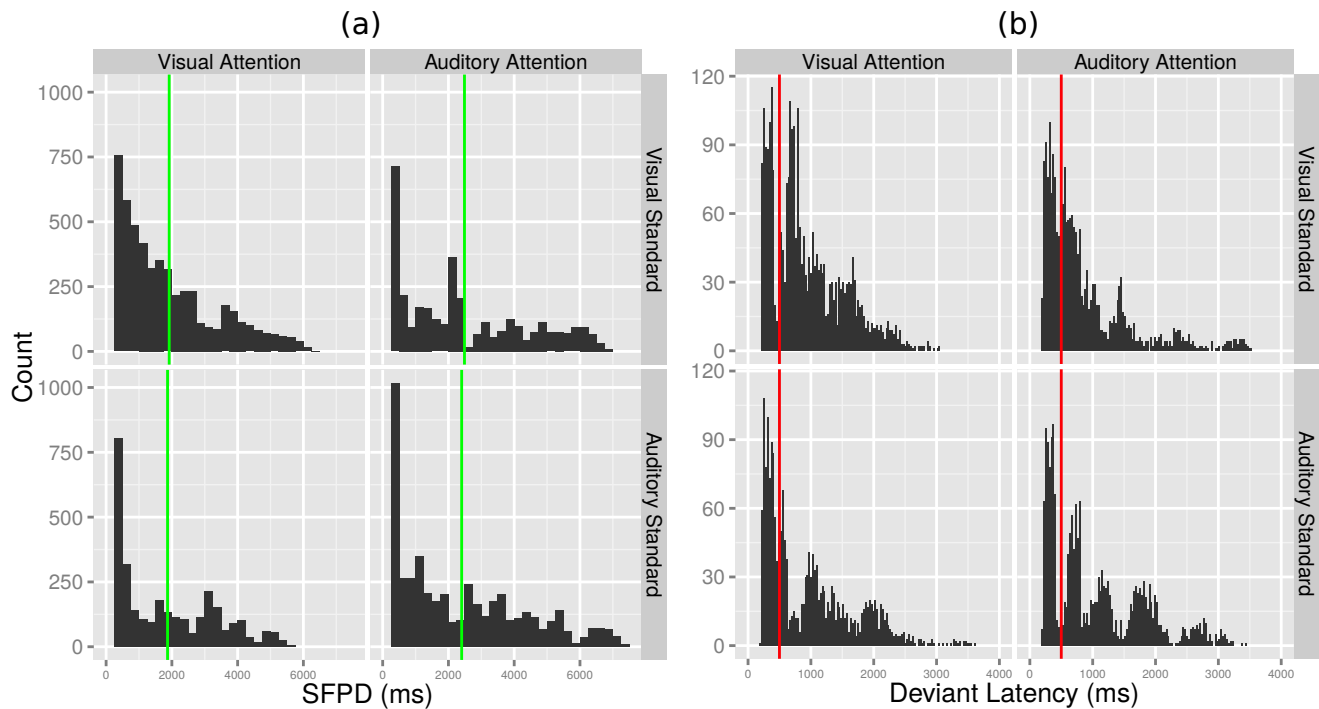 (a)
(b)
Visual Attention
Auditory Attention
Visual Attention
Auditory Attention
1000
750
500
250
0
Visual Standard
120
90
60
30
0
Visual Standard
Count
1000
750
500
250
0
Auditory Standard
120
90
60
30
0
Auditory Standard
0 2000 4000 6000 0 2000 4000 6000
0 1000 2000 3000 4000 0 1000 2000 3000 4000
SFPD (ms)
Deviant Latency (ms)